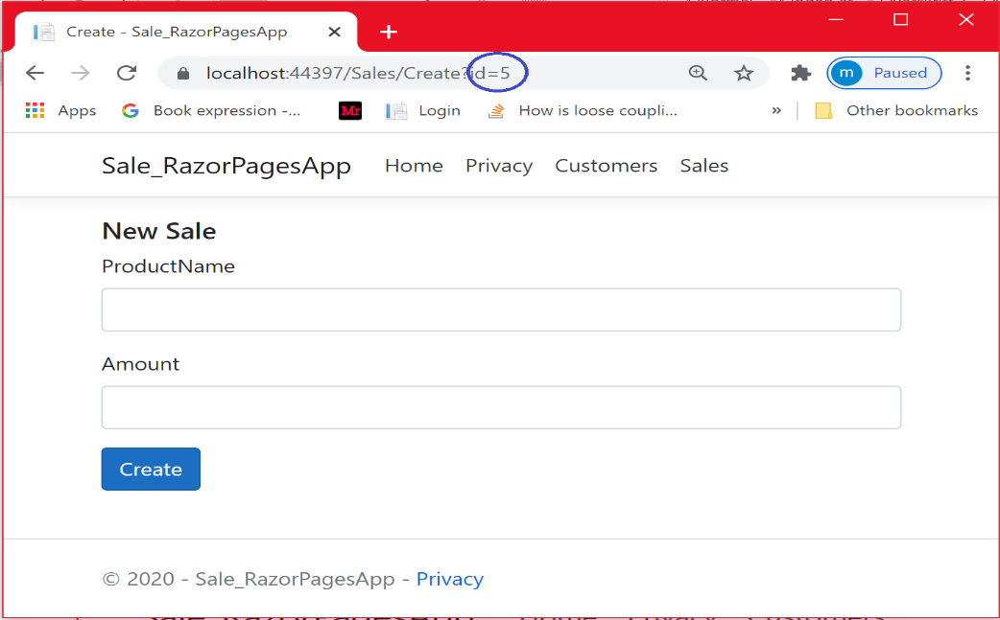 Create - Sale_RazorPagesApp
localhost:44397/Sales/Create?id=5
m Paused
Apps
Book expression -...
Mr
Login
How is loose coupli...
»
Other bookmarks
Sale_RazorPagesApp Home Privacy Customers Sales
New Sale
ProductName
Amount
Create
© 2020 - Sale_RazorPagesApp - Privacy